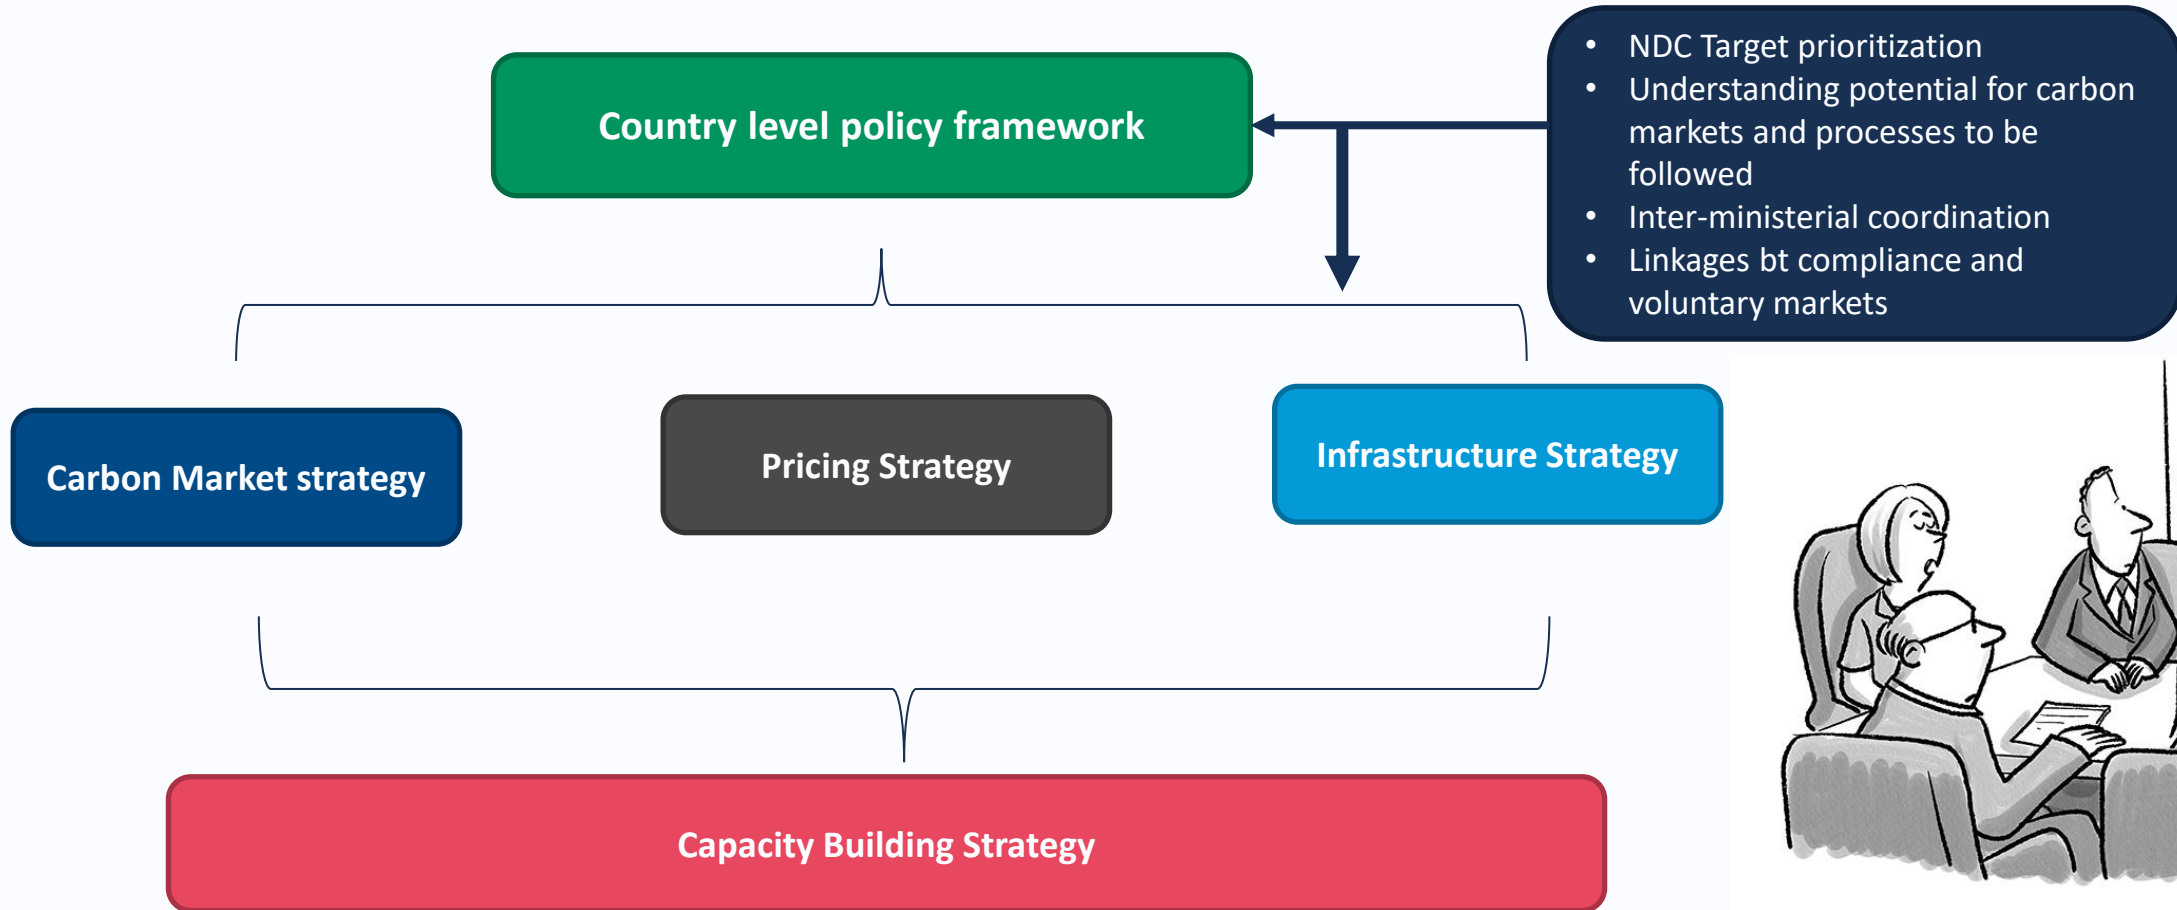 Country level policy framework
• NDC Target prioritization
• Understanding potential for carbon
markets and processes to be
followed
• Inter-ministerial coordination
• Linkages bt compliance and
voluntary markets
Carbon Market strategy
Pricing Strategy
Infrastructure Strategy
Capacity Building Strategy